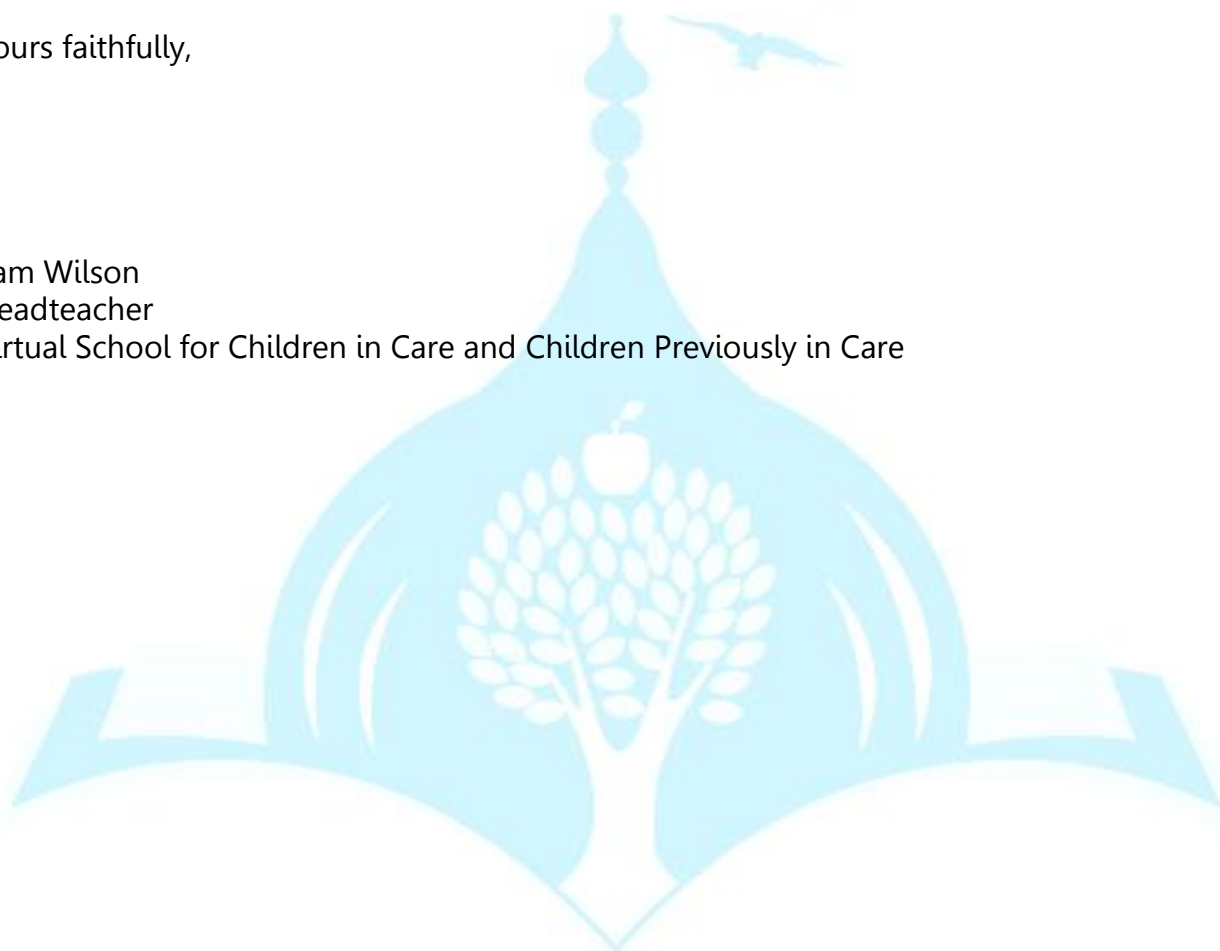 ours faithfully,
am Wilson
eadteacher
rtual School for Children in Care and Children Previously in Care